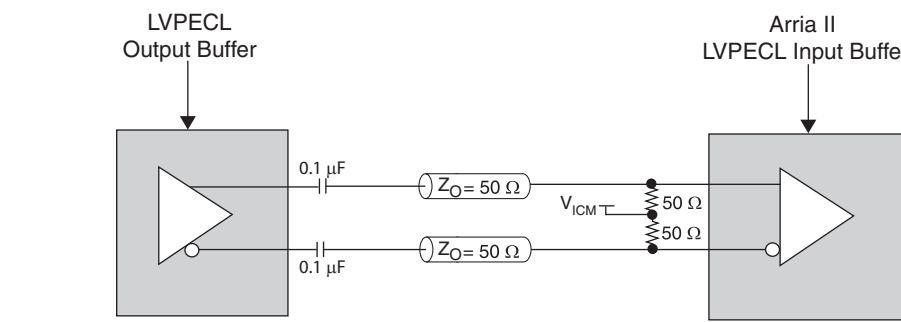 LVPECL
Output Buffer
Arria II
LVPECL Input Buffe
0.1 µF
Z_O = 50 Ω
V_ICM
50 Ω
50 Ω
Z_O = 50 Ω
0.1 µF